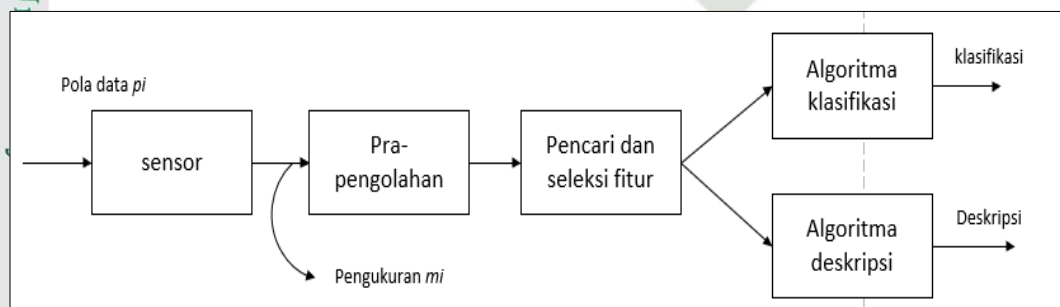 Pola data pi
sensor
Pra-
pengolahan
Pencari dan
seleksi fitur
Algoritma
klasifikasi
klasifikasi
Algoritma
deskripsi
Deskripsi
Pengukuran mi